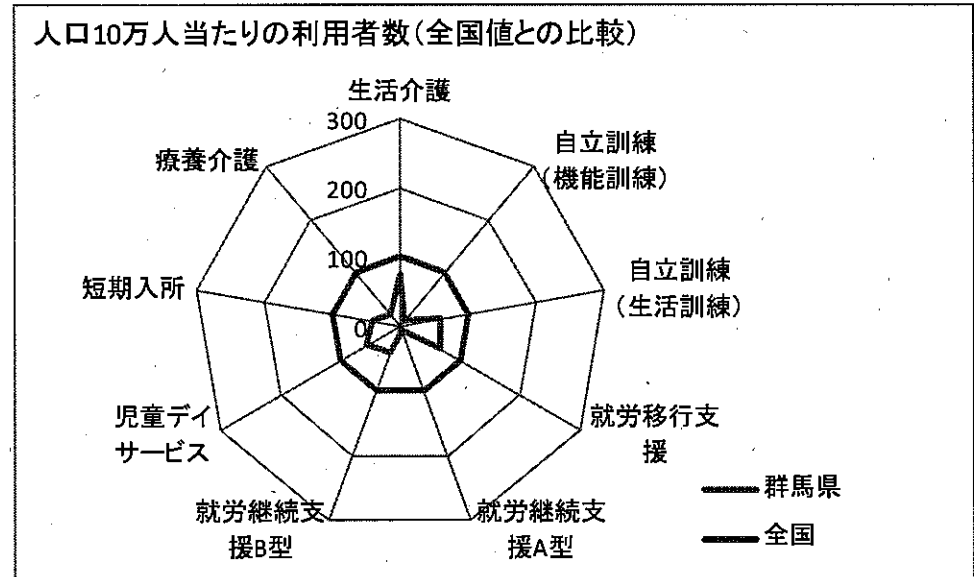 人口10万人当たりの利用者数(全国値との比較)
生活介護
300
自立訓練
(機能訓練)
療養介護
200
100
自立訓練
(生活訓練)
短期入所
0
児童デイ
サービス
就労移行支
援
群馬県
就労継続支
援B型
就労継続支
援A型
全国